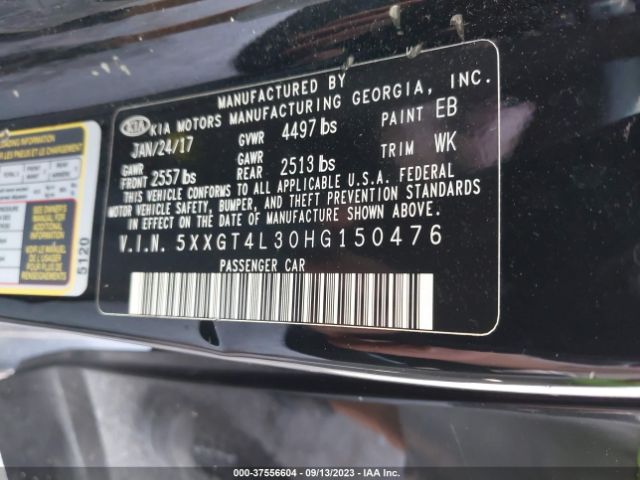 MANUFACTURED BY
KIA KIA MOTORS MANUFACTURING GEORGIA, INC.
JAN/24/17 GVWR 4497 lbs PAINT EB
GAWR FRONT 2557 lbs GAWR REAR 2513 lbs TRIM WK
THIS VEHICLE CONFORMS TO ALL APPLICABLE U.S.A. FEDERAL
MOTOR VEHICLE SAFETY, BUMPER, AND THEFT PREVENTION STANDARDS
IN EFFECT ON THE DATE OF MANUFACTURE SHOWN ABOVE.
V.I.N. 5XXGT4L30HG150476
PASSENGER CAR
LOADING INFORMATION
5120
000-37556604 - 09/13/2023 - IAA Inc.